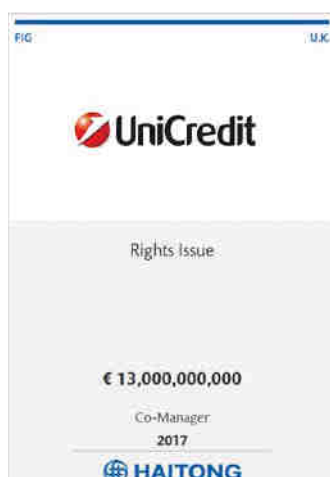 FIG U.K.
UniCredit
Rights Issue
€ 13,000,000,000
Co-Manager
2017
HAITONG